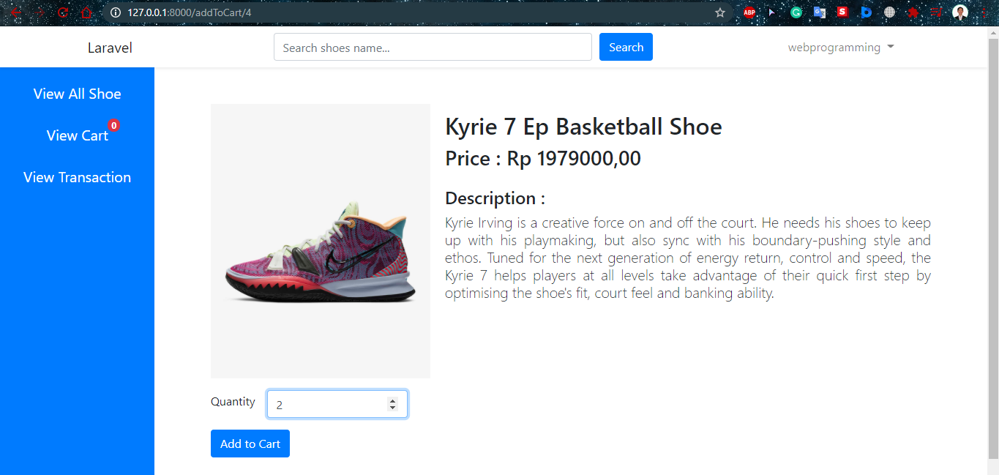 127.0.0.1:8000/addToCart/4
ABP
G
S
Laravel
Search shoes name...
Search
webprogramming
View All Shoe
View Cart 0
View Transaction
Kyrie 7 Ep Basketball Shoe
Price : Rp 1979000,00
Description :
Kyrie Irving is a creative force on and off the court. He needs his shoes to keep
up with his playmaking, but also sync with his boundary-pushing style and
ethos. Tuned for the next generation of energy return, control and speed, the
Kyrie 7 helps players at all levels take advantage of their quick first step by
optimising the shoe's fit, court feel and banking ability.
Quantity 2
Add to Cart